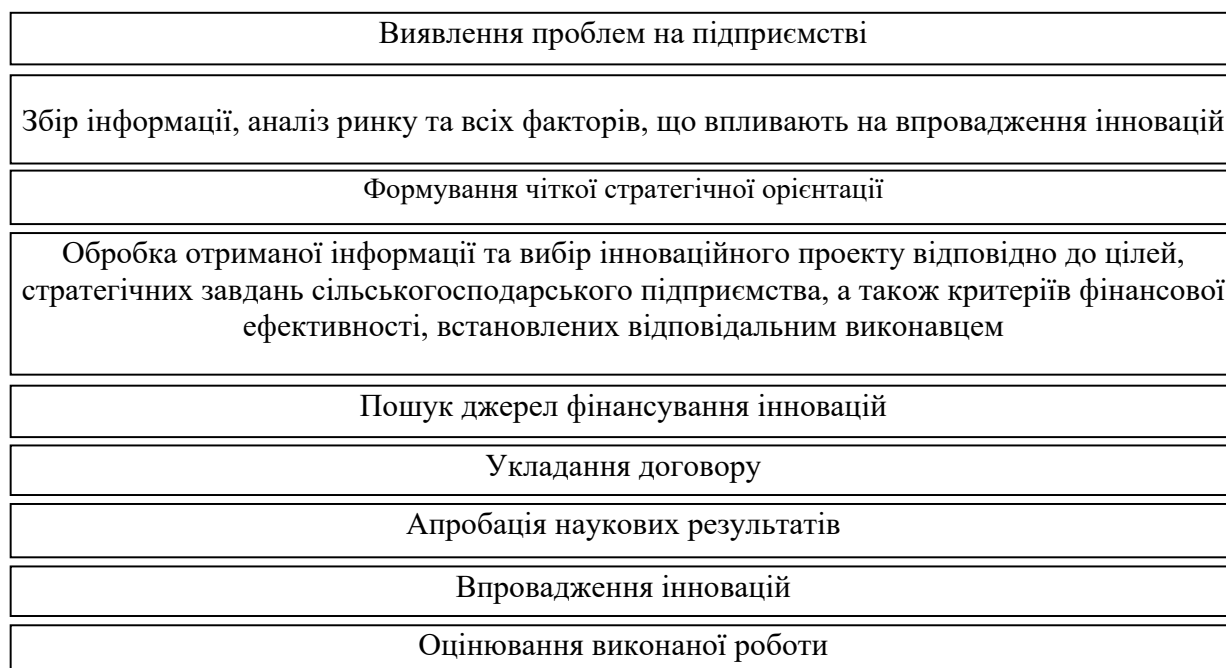 Виявлення проблем на підприємстві
Збір інформації, аналіз ринку та всіх факторів, що впливають на впровадження інновацій
Формування чіткої стратегічної орієнтації
Обробка отриманої інформації та вибір інноваційного проекту відповідно до цілей,
стратегічних завдань сільськогосподарського підприємства, а також критеріїв фінансової
ефективності, встановлених відповідальним виконавцем
Пошук джерел фінансування інновацій
Укладання договору
Апробація наукових результатів
Впровадження інновацій
Оцінювання виконаної роботи